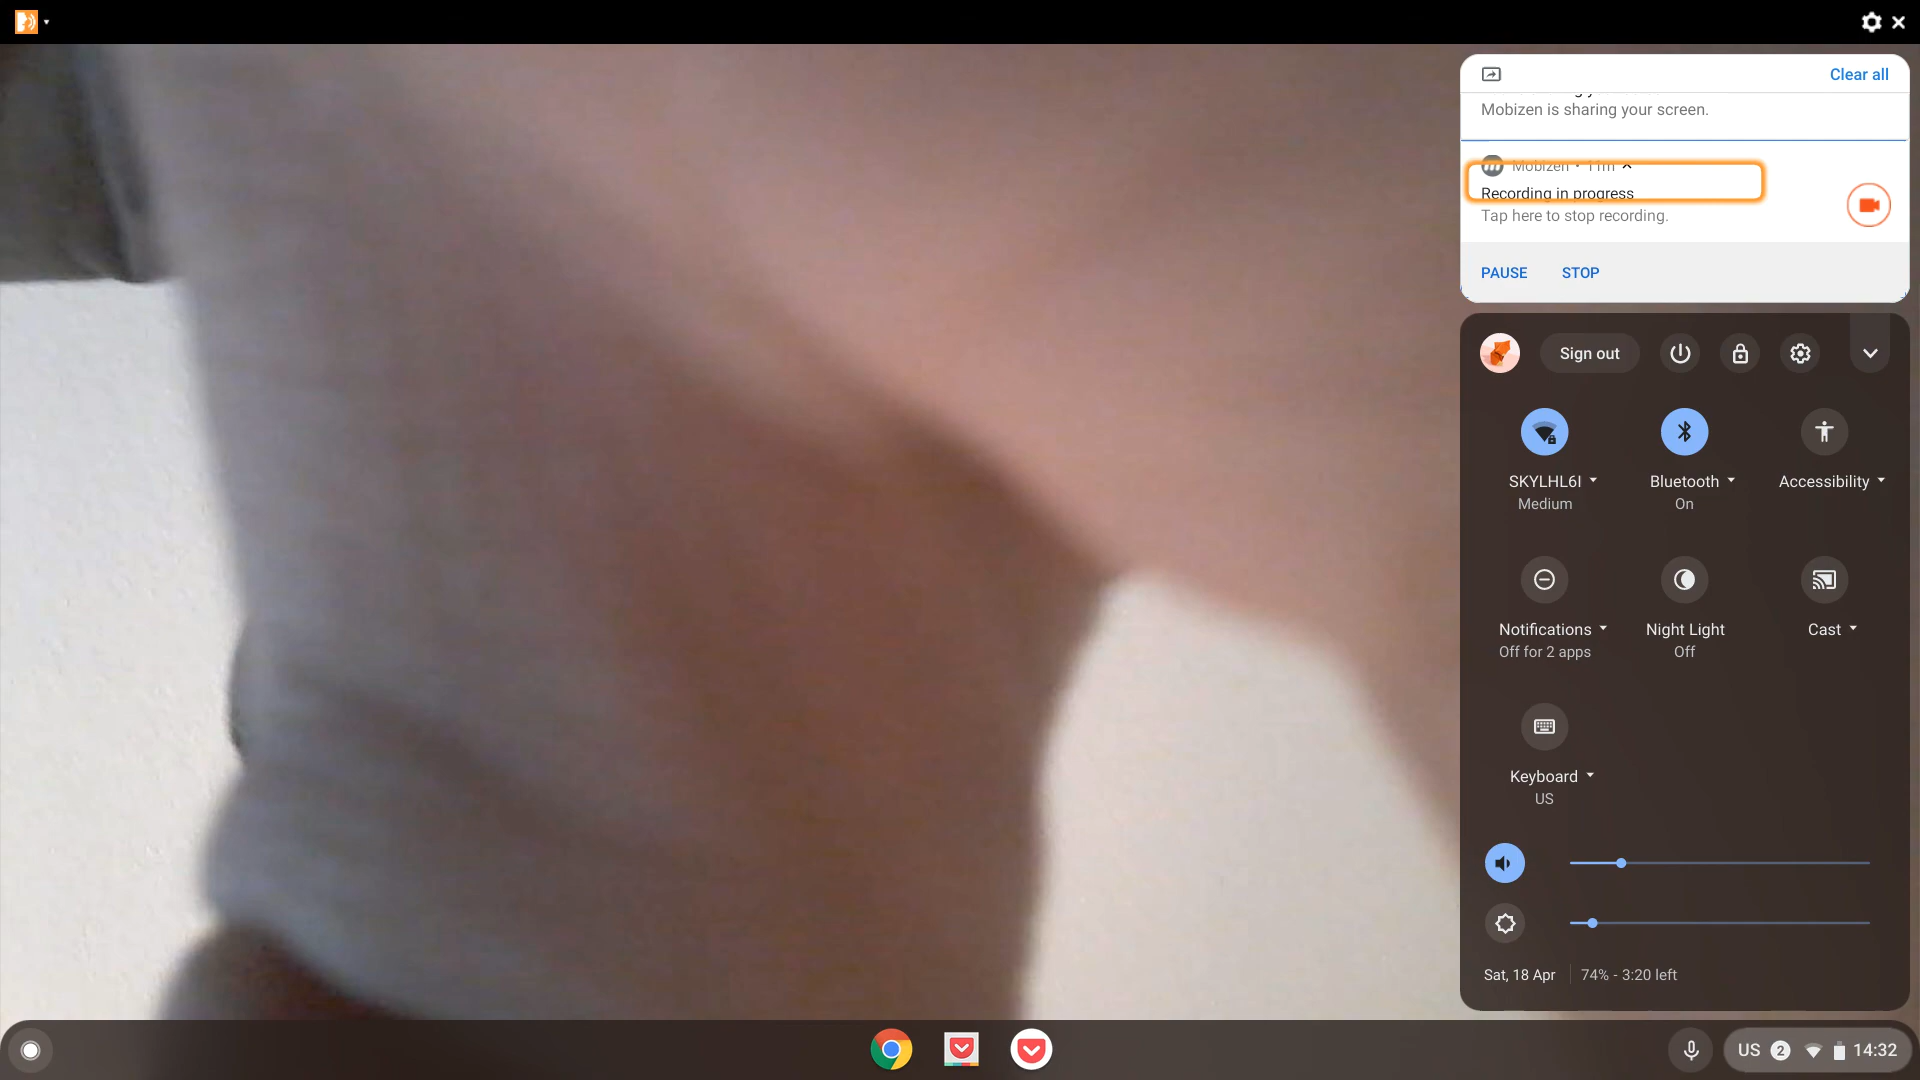 Clear all
Mobizen is sharing your screen.
Mobizen • 11m
Recording in progress
Tap here to stop recording.
PAUSE STOP
Sign out
SKYLHL6I Bluetooth Accessibility
Medium On
Notifications Night Light Cast
Off for 2 apps Off
Keyboard
US
Sat, 18 Apr 74% - 3:20 left
US 2 14:32